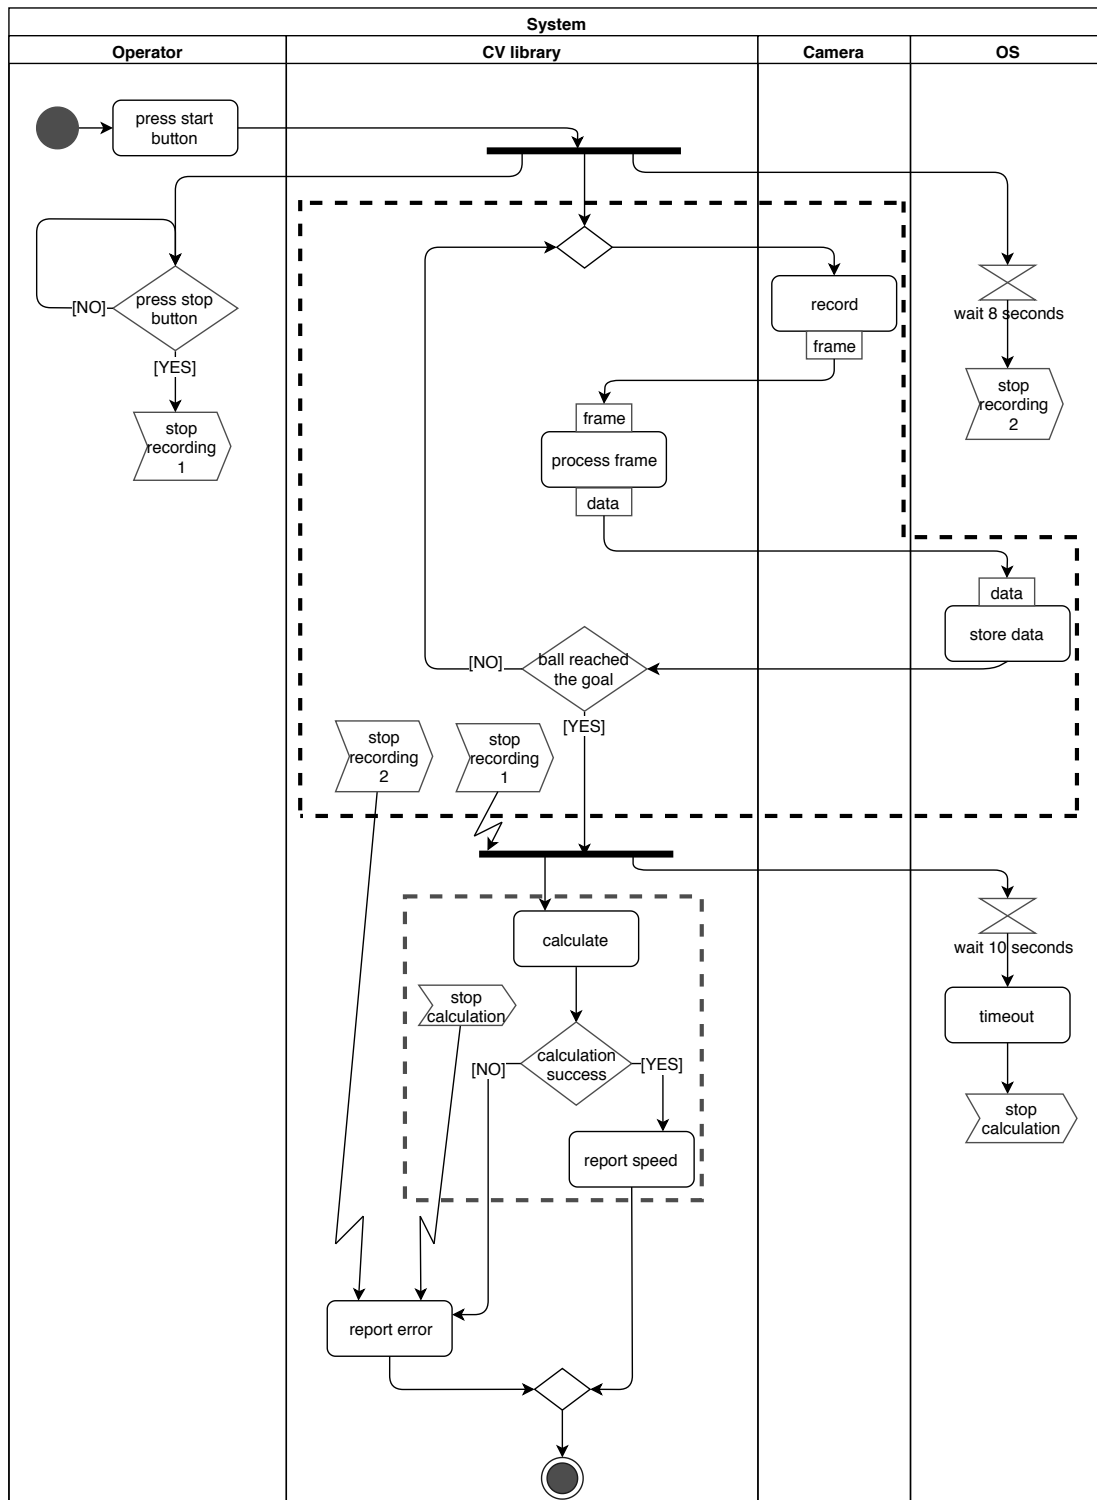 System
Operator
CV library
Camera
OS
press start
button
press stop
button
[NO]
[YES]
stop
recording
1
record
frame
wait 8 seconds
stop
recording
2
frame
process frame
data
data
store data
ball reached
the goal
[NO]
[YES]
stop
recording
2
stop
recording
1
calculate
wait 10 seconds
stop
calculation
timeout
calculation
success
[NO]
[YES]
stop
calculation
report speed
report error